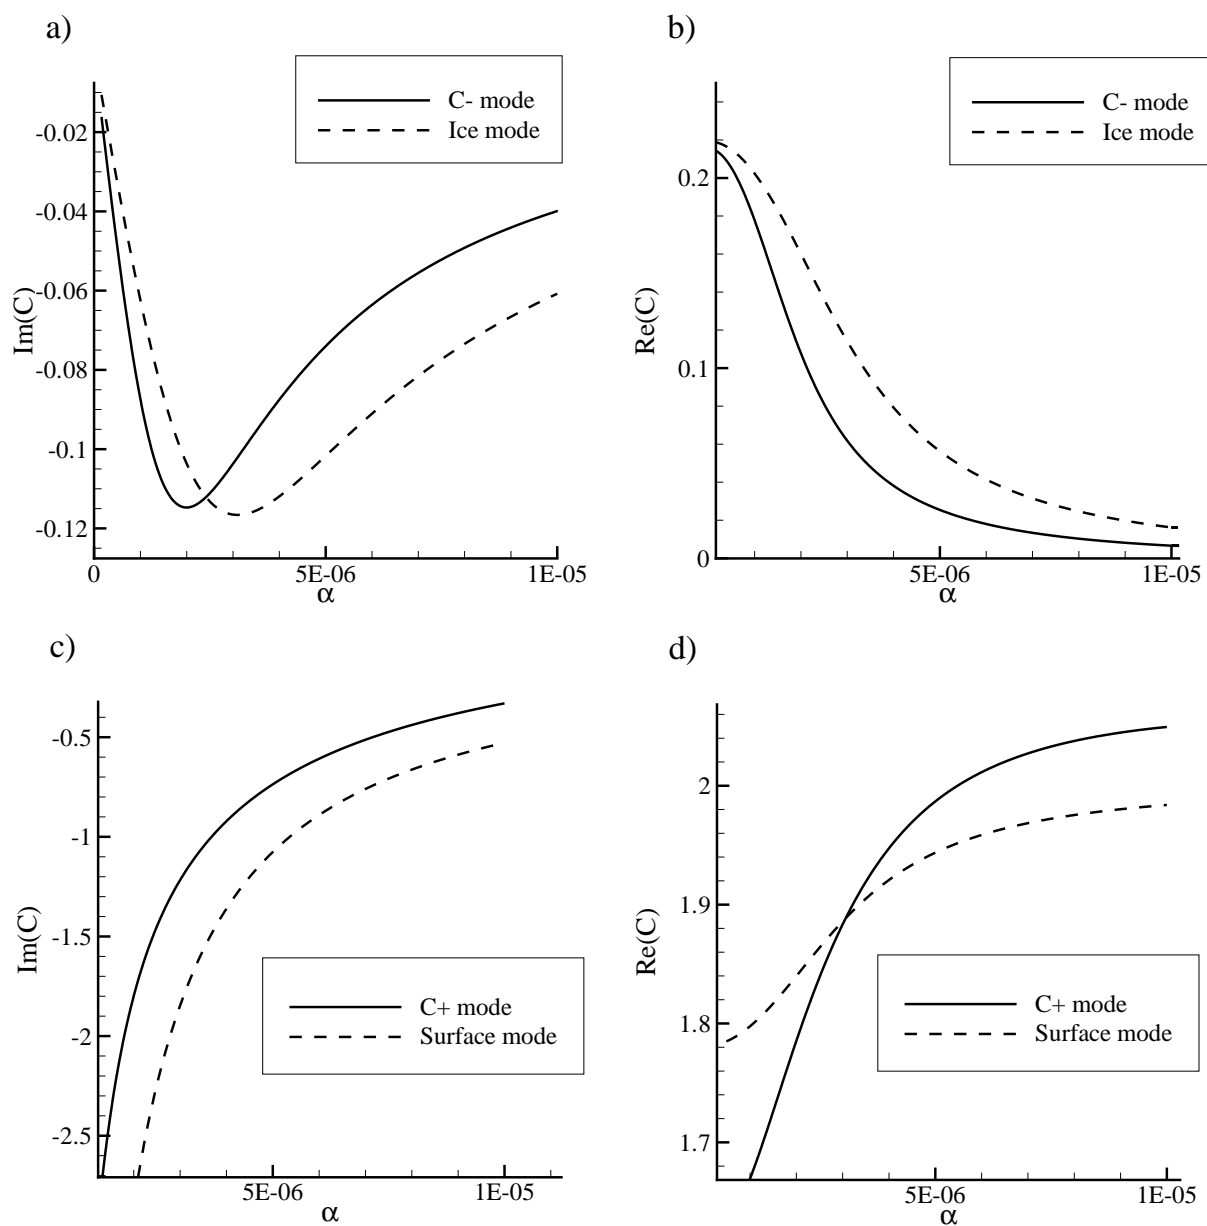 a)
C- mode
Ice mode
-0.02
-0.04
-0.06
-0.08
-0.1
-0.12
Im(C)
0
5E-06
1E-05
α
b)
C- mode
Ice mode
0.2
0.1
0
Re(C)
5E-06
1E-05
α
c)
-0.5
-1
-1.5
-2
-2.5
Im(C)
C+ mode
Surface mode
5E-06
1E-05
α
d)
2
1.9
1.8
1.7
Re(C)
C+ mode
Surface mode
5E-06
1E-05
α